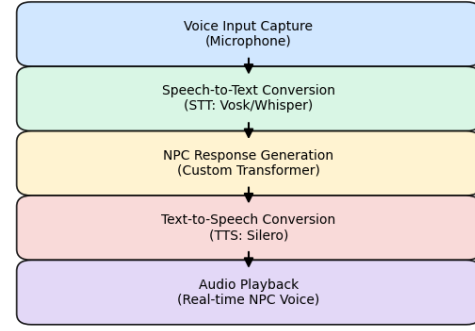 Voice Input Capture
(Microphone)
Speech-to-Text Conversion
(STT: Vosk/Whisper)
NPC Response Generation
(Custom Transformer)
Text-to-Speech Conversion
(TTS: Silero)
Audio Playback
(Real-time NPC Voice)